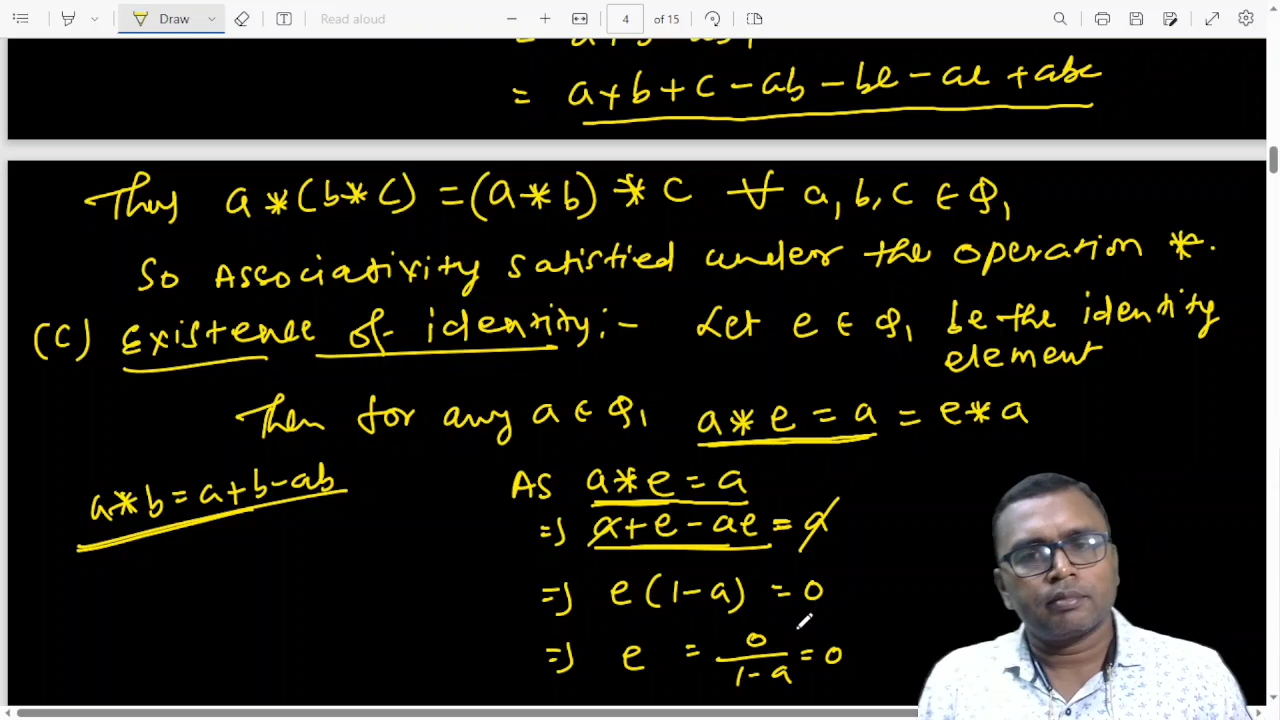 Draw
Read aloud
4 of 15
= a+b+c-ab-bc-ac+abc
Thus a*(b*c) = (a*b)*c ∀ a,b,c ∈ Q₁
So Associativity satisfied under the operation *.
(C) Existence of identity:- Let e ∈ Q₁ be the identity
element
Then for any a ∈ Q₁ a*e = a = e*a
a*b = a+b-ab
As a*e = a
=> a+e-ae = a
=> e(1-a) = 0
=> e = 0/(1-a) = 0